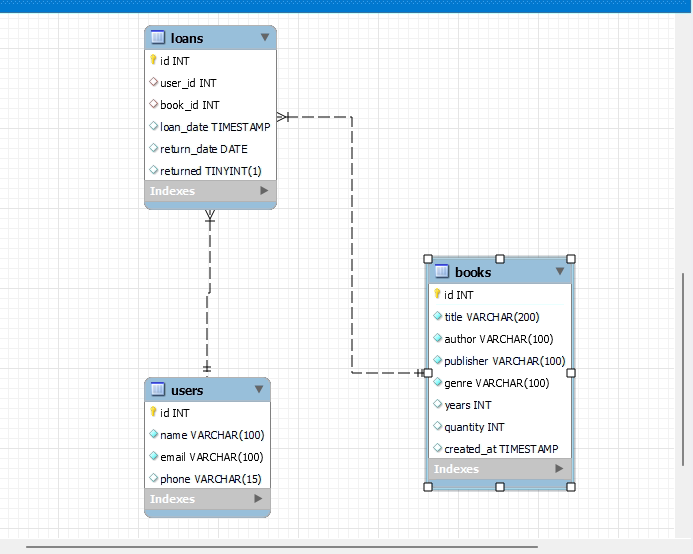 loans
id INT
user_id INT
book_id INT
loan_date TIMESTAMP
return_date DATE
returned TINYINT(1)
Indexes
books
id INT
title VARCHAR(200)
author VARCHAR(100)
publisher VARCHAR(100)
genre VARCHAR(100)
years INT
quantity INT
created_at TIMESTAMP
Indexes
users
id INT
name VARCHAR(100)
email VARCHAR(100)
phone VARCHAR(15)
Indexes